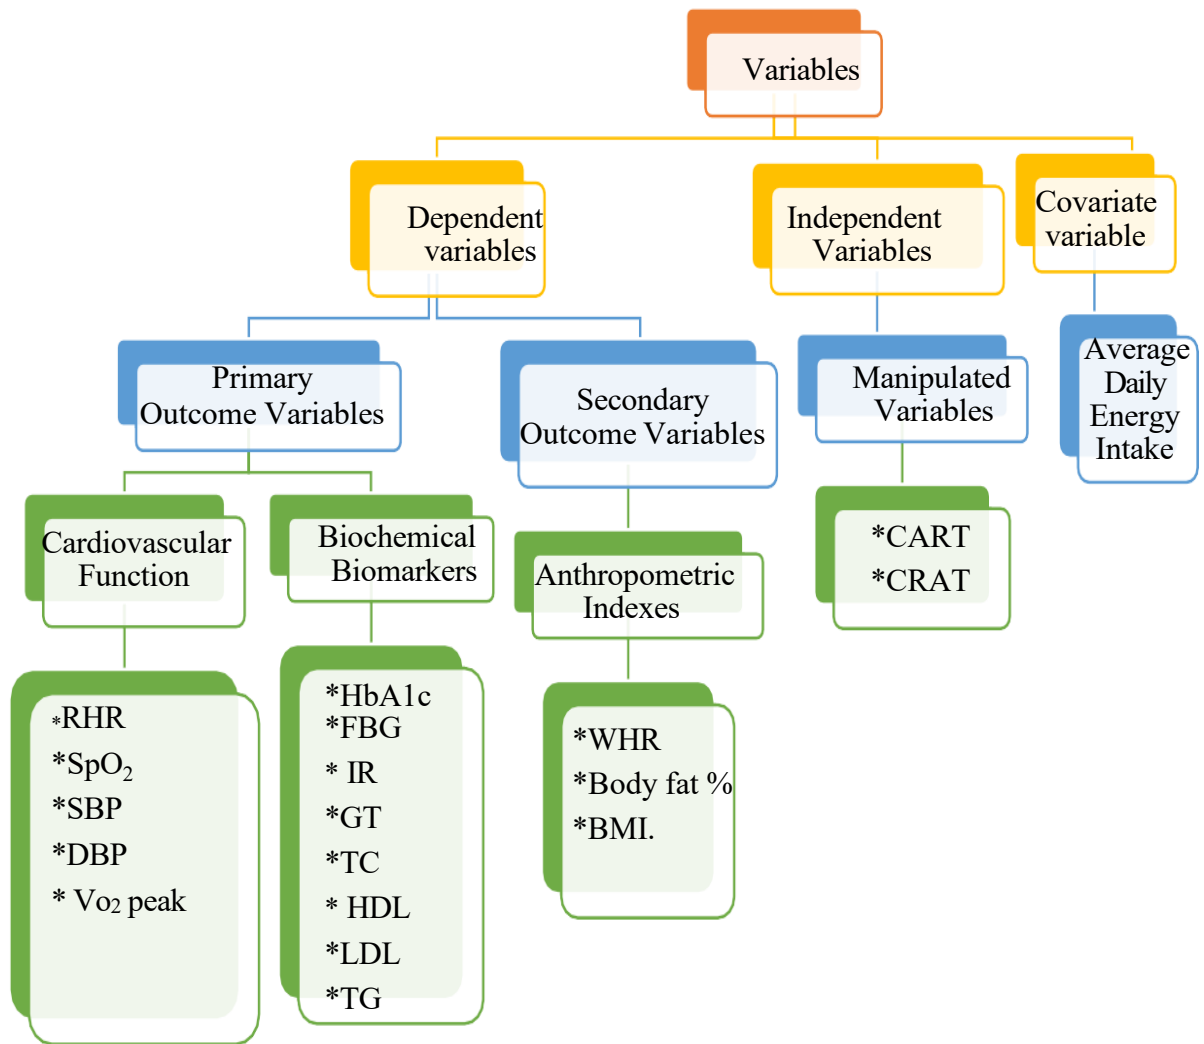 Variables
Dependent
variables
Independent
Variables
Covariate
variable
Primary
Outcome Variables
Secondary
Outcome Variables
Manipulated
Variables
Average
Daily
Energy
Intake
Cardiovascular
Function
Biochemical
Biomarkers
Anthropometric
Indexes
*CART
*CRAT
*RHR
*SpO₂
*SBP
*DBP
* Vo₂ peak
*HbA1c
*FBG
* IR
*GT
*TC
* HDL
*LDL
*TG
*WHR
*Body fat %
*BMI.